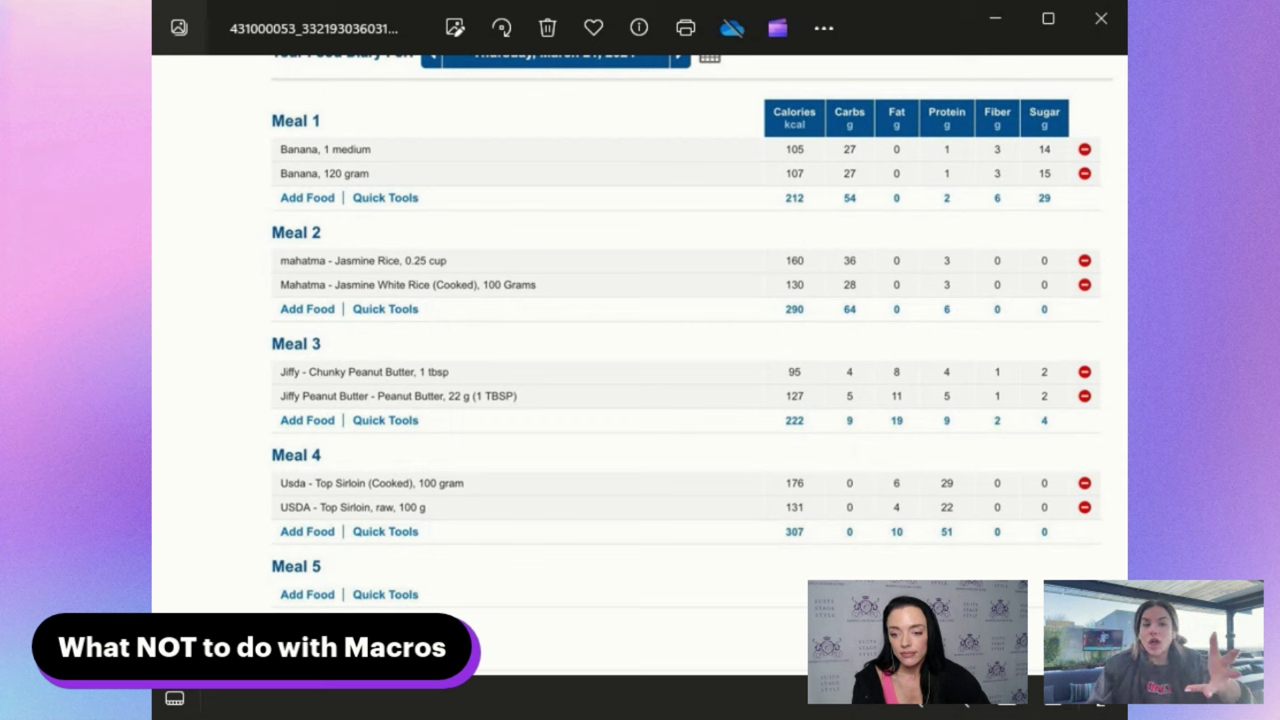 431000053_332193036031...
Your Food Diary For:
Thursday, March 21, 2024
Meal 1
Calories Carbs Fat Protein Fiber Sugar
kcal g g g g g
Banana, 1 medium 105 27 0 1 3 14
Banana, 120 gram 107 27 0 1 3 15
Add Food | Quick Tools 212 54 0 2 6 29
Meal 2
mahatma - Jasmine Rice, 0.25 cup 160 36 0 3 0 0
Mahatma - Jasmine White Rice (Cooked), 100 Grams 130 28 0 3 0 0
Add Food | Quick Tools 290 64 0 6 0 0
Meal 3
Jiffy - Chunky Peanut Butter, 1 tbsp 95 4 8 4 1 2
Jiffy Peanut Butter - Peanut Butter, 22 g (1 TBSP) 127 5 11 5 1 2
Add Food | Quick Tools 222 9 19 9 2 4
Meal 4
Usda - Top Sirloin (Cooked), 100 gram 176 0 6 29 0 0
USDA - Top Sirloin, raw, 100 g 131 0 4 22 0 0
Add Food | Quick Tools 307 0 10 51 0 0
Meal 5
Add Food | Quick Tools
What NOT to do with Macros